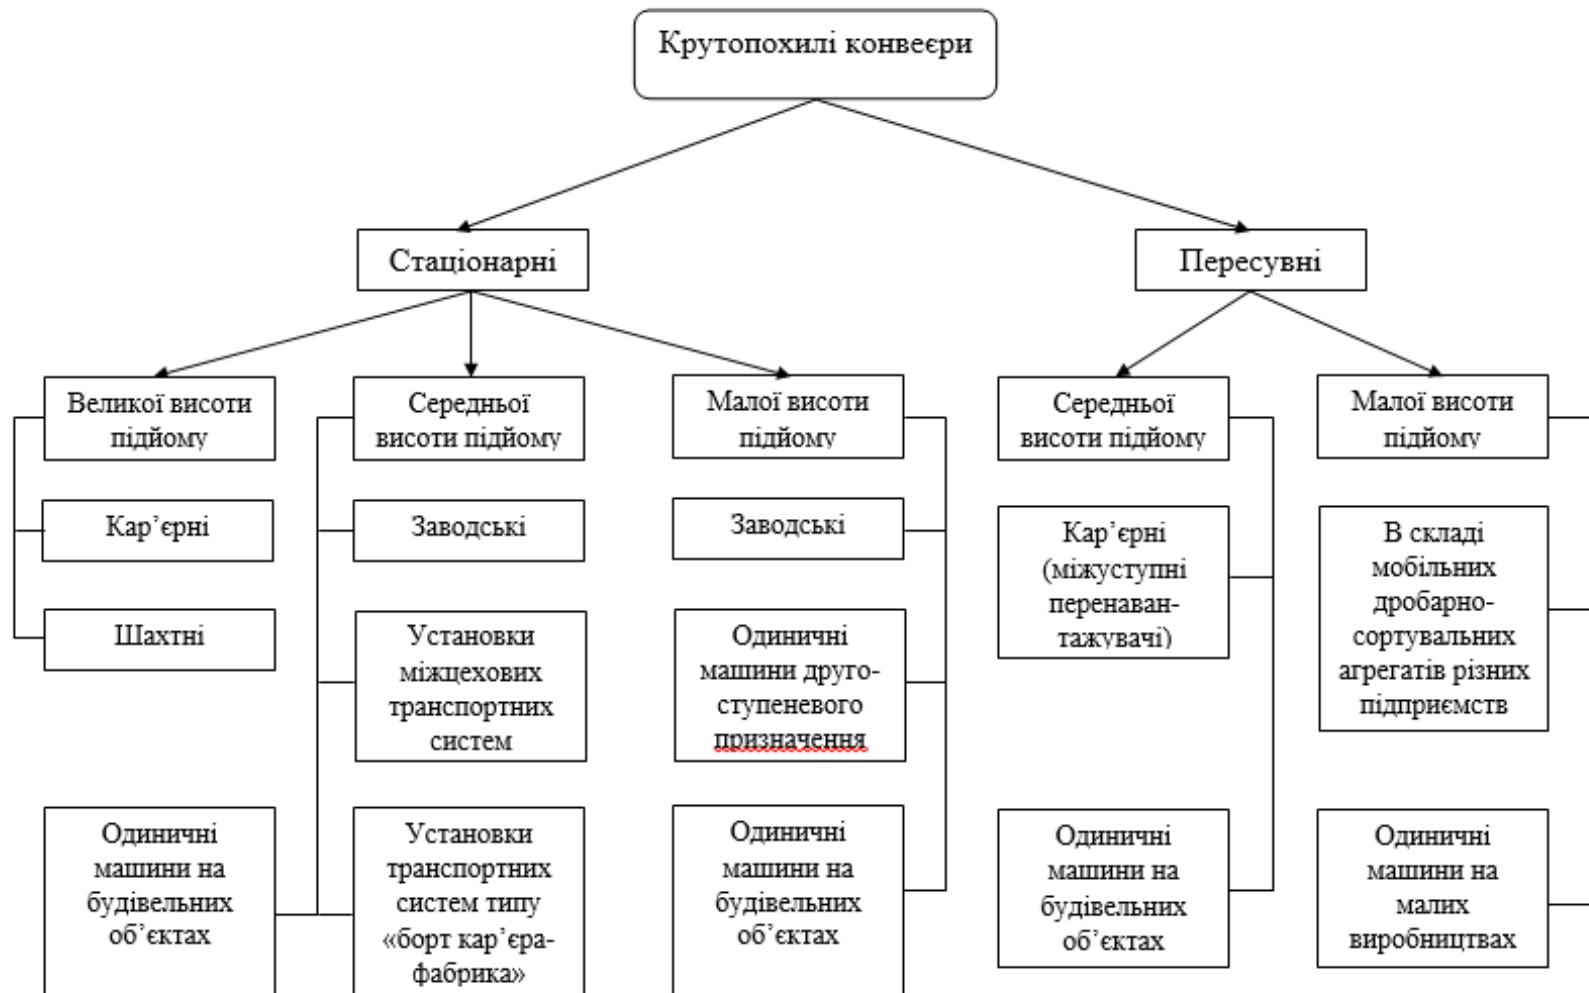 Крутопохилі конвеєри
Стаціонарні
Пересувні
Великої висоти
підйому
Середньої
висоти підйому
Малої висоти
підйому
Середньої
висоти підйому
Малої висоти
підйому
Кар’єрні
Заводські
Заводські
Кар’єрні
(міжуступні
перенаван-
тажувачі)
В складі
мобільних
дробарно-
сортувальних
агрегатів різних
підприємств
Шахтні
Установки
міжцехових
транспортних
систем
Одиничні
машини друго-
ступеневого
призначення
Одиничні
машини на
будівельних
об’єктах
Установки
транспортних
систем типу
«борт кар’єра-
фабрика»
Одиничні
машини на
будівельних
об’єктах
Одиничні
машини на
будівельних
об’єктах
Одиничні
машини на
малих
виробництвах